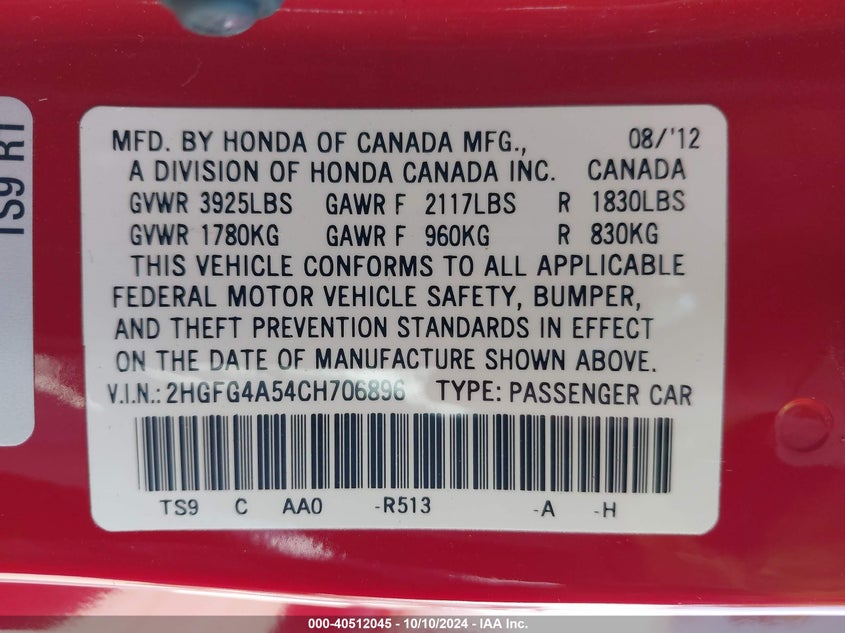 MFD. BY HONDA OF CANADA MFG., 08/'12
A DIVISION OF HONDA CANADA INC. CANADA
GVWR 3925LBS GAWR F 2117LBS R 1830LBS
GVWR 1780KG GAWR F 960KG R 830KG
THIS VEHICLE CONFORMS TO ALL APPLICABLE
FEDERAL MOTOR VEHICLE SAFETY, BUMPER,
AND THEFT PREVENTION STANDARDS IN EFFECT
ON THE DATE OF MANUFACTURE SHOWN ABOVE.
V.I.N.: 2HGFG4A54CH706896 TYPE: PASSENGER CAR
TS9 C AA0 -R513 -A -H
TS9 R1
000-40512045 - 10/10/2024 - IAA Inc.